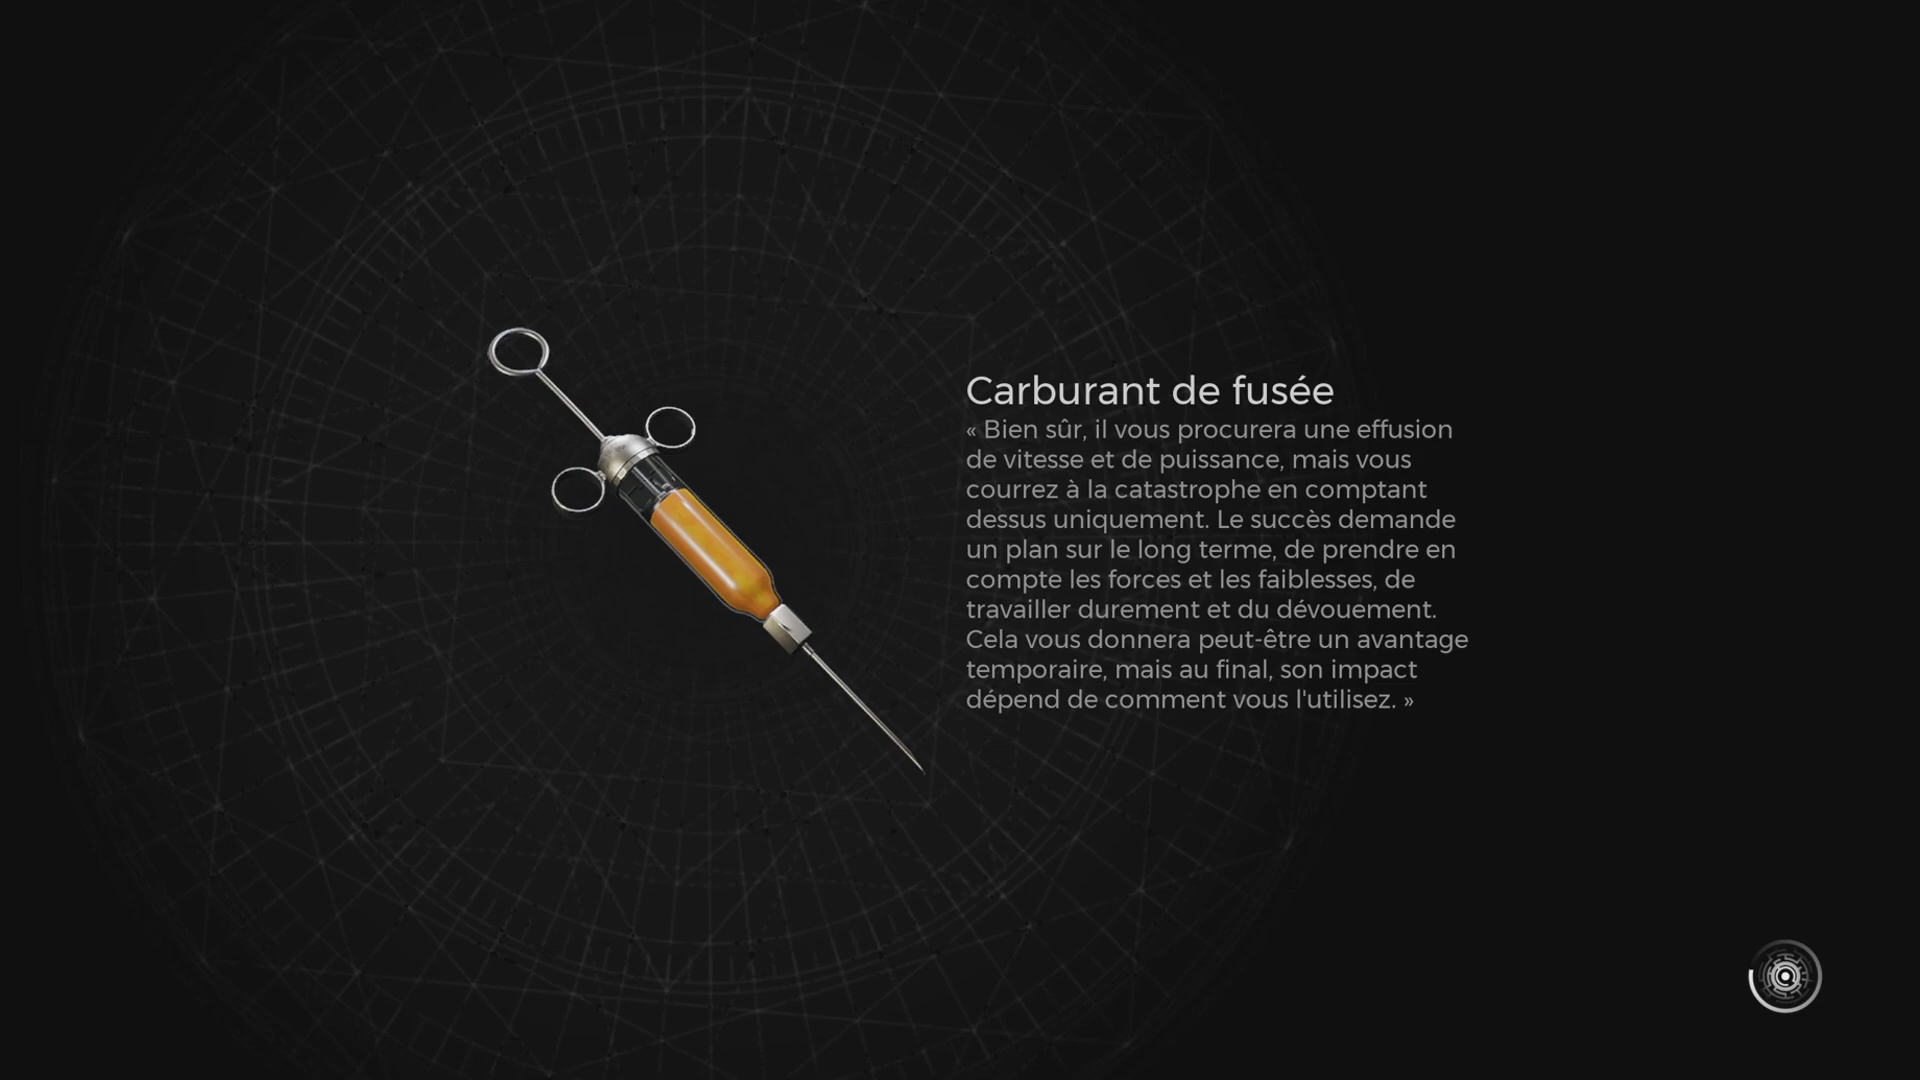 Carburant de fusée
« Bien sûr, il vous procurera une effusion
de vitesse et de puissance, mais vous
courrez à la catastrophe en comptant
dessus uniquement. Le succès demande
un plan sur le long terme, de prendre en
compte les forces et les faiblesses, de
travailler durement et du dévouement.
Cela vous donnera peut-être un avantage
temporaire, mais au final, son impact
dépend de comment vous l'utilisez. »